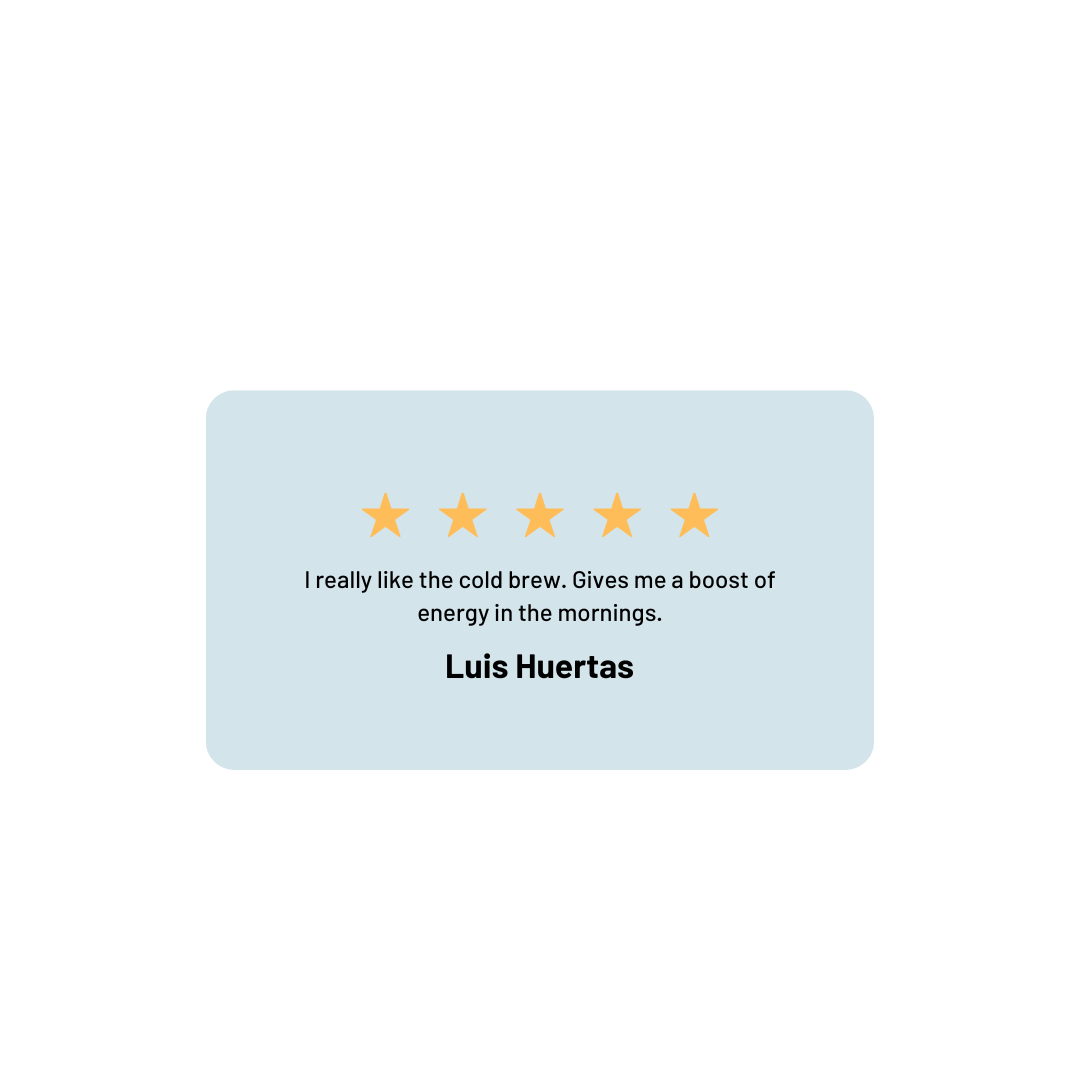 I really like the cold brew. Gives me a boost of
energy in the mornings.
Luis Huertas